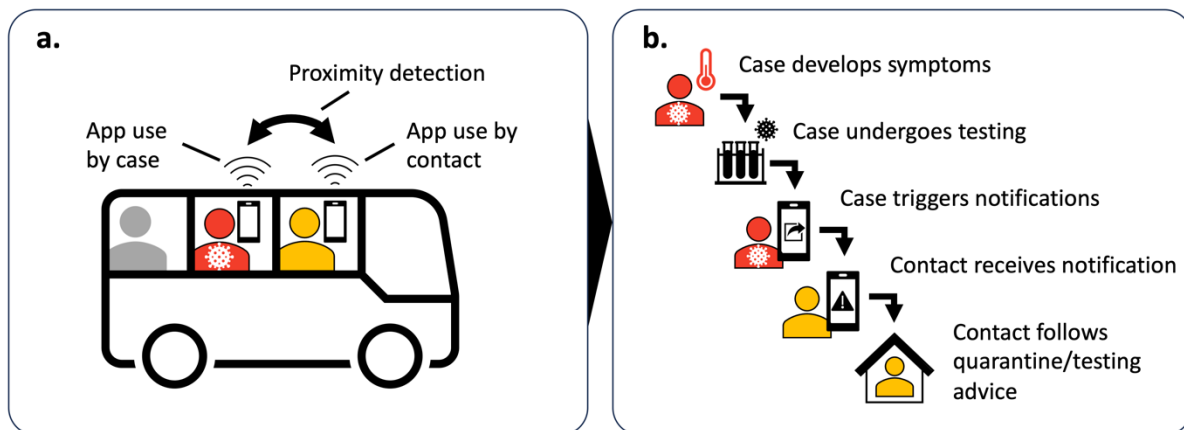 a.
Proximity detection
App use
by case
App use by
contact
b.
Case develops symptoms
Case undergoes testing
Case triggers notifications
Contact receives notification
Contact follows
quarantine/testing
advice